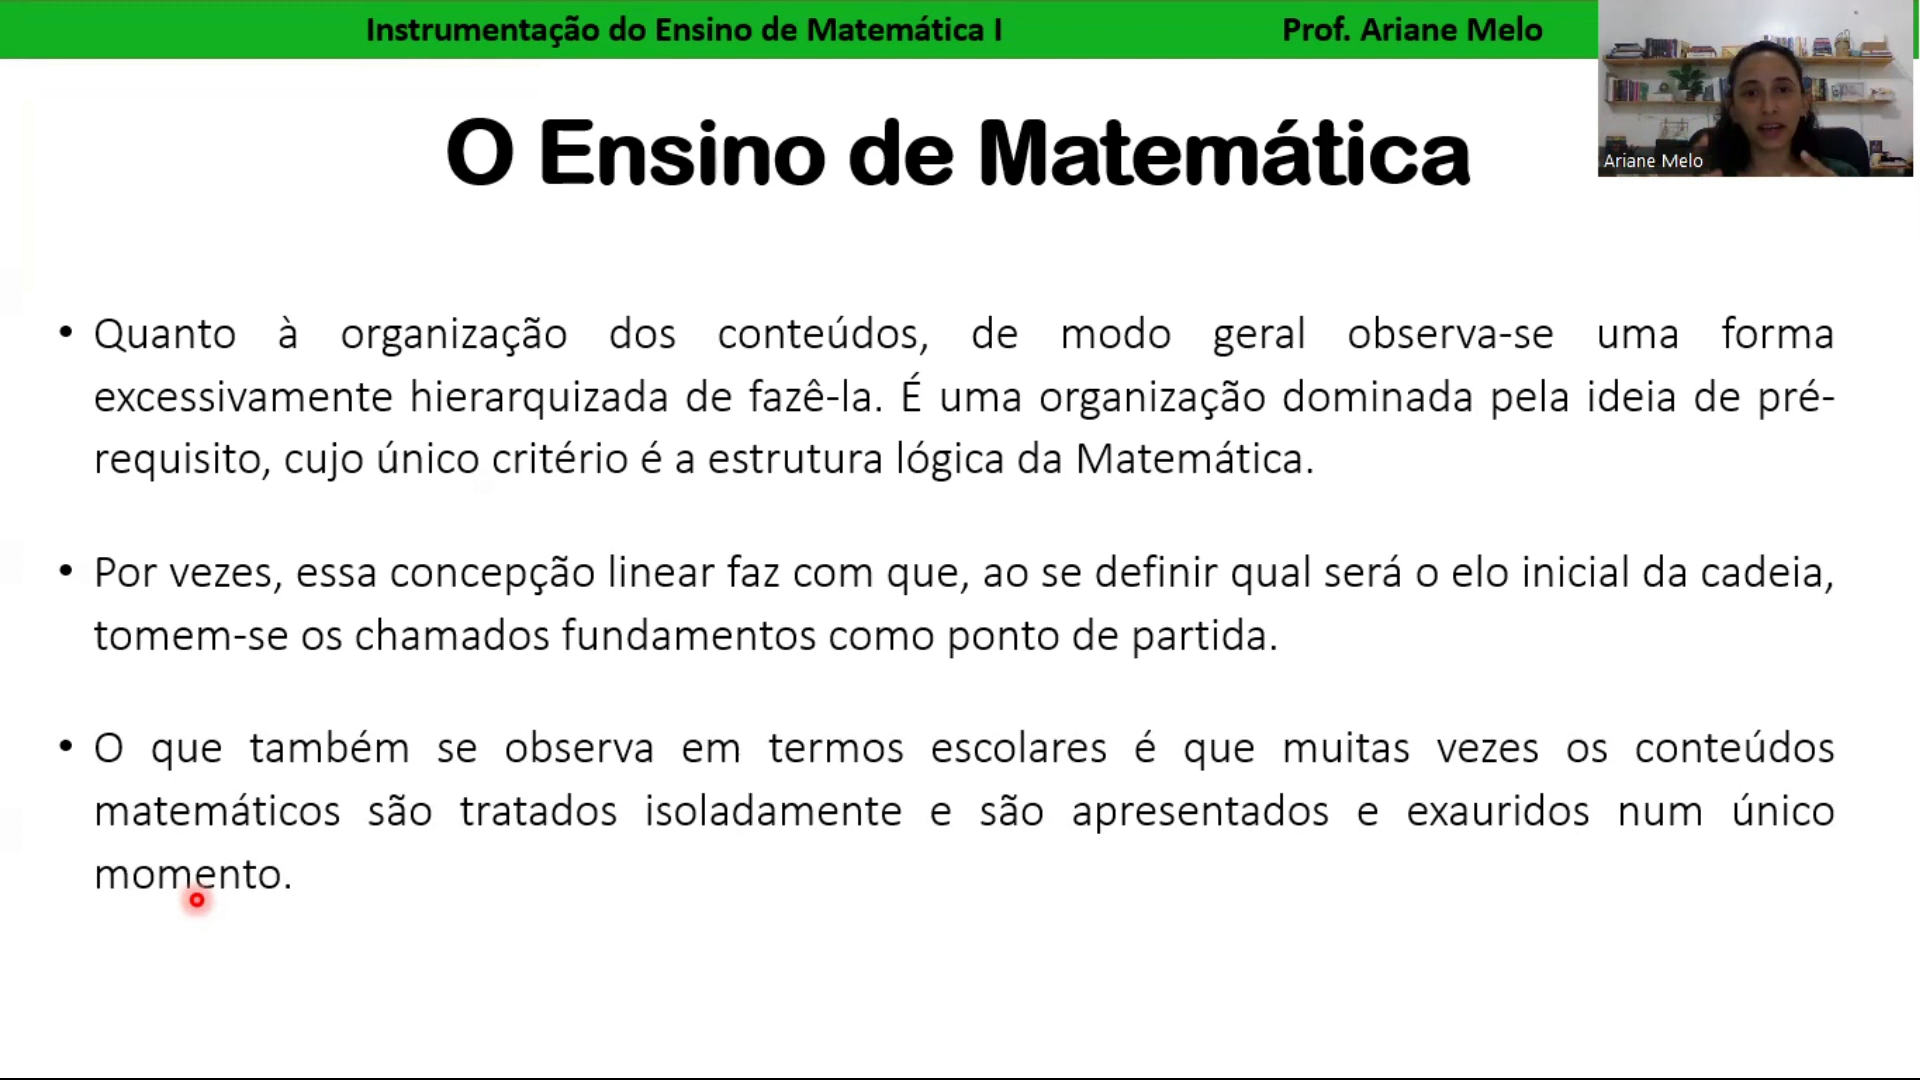 Instrumentação do Ensino de Matemática I
Prof. Ariane Melo
Ariane Melo
O Ensino de Matemática
• Quanto à organização dos conteúdos, de modo geral observa-se uma forma
excessivamente hierarquizada de fazê-la. É uma organização dominada pela ideia de pré-
requisito, cujo único critério é a estrutura lógica da Matemática.
• Por vezes, essa concepção linear faz com que, ao se definir qual será o elo inicial da cadeia,
tomem-se os chamados fundamentos como ponto de partida.
• O que também se observa em termos escolares é que muitas vezes os conteúdos
matemáticos são tratados isoladamente e são apresentados e exauridos num único
momento.